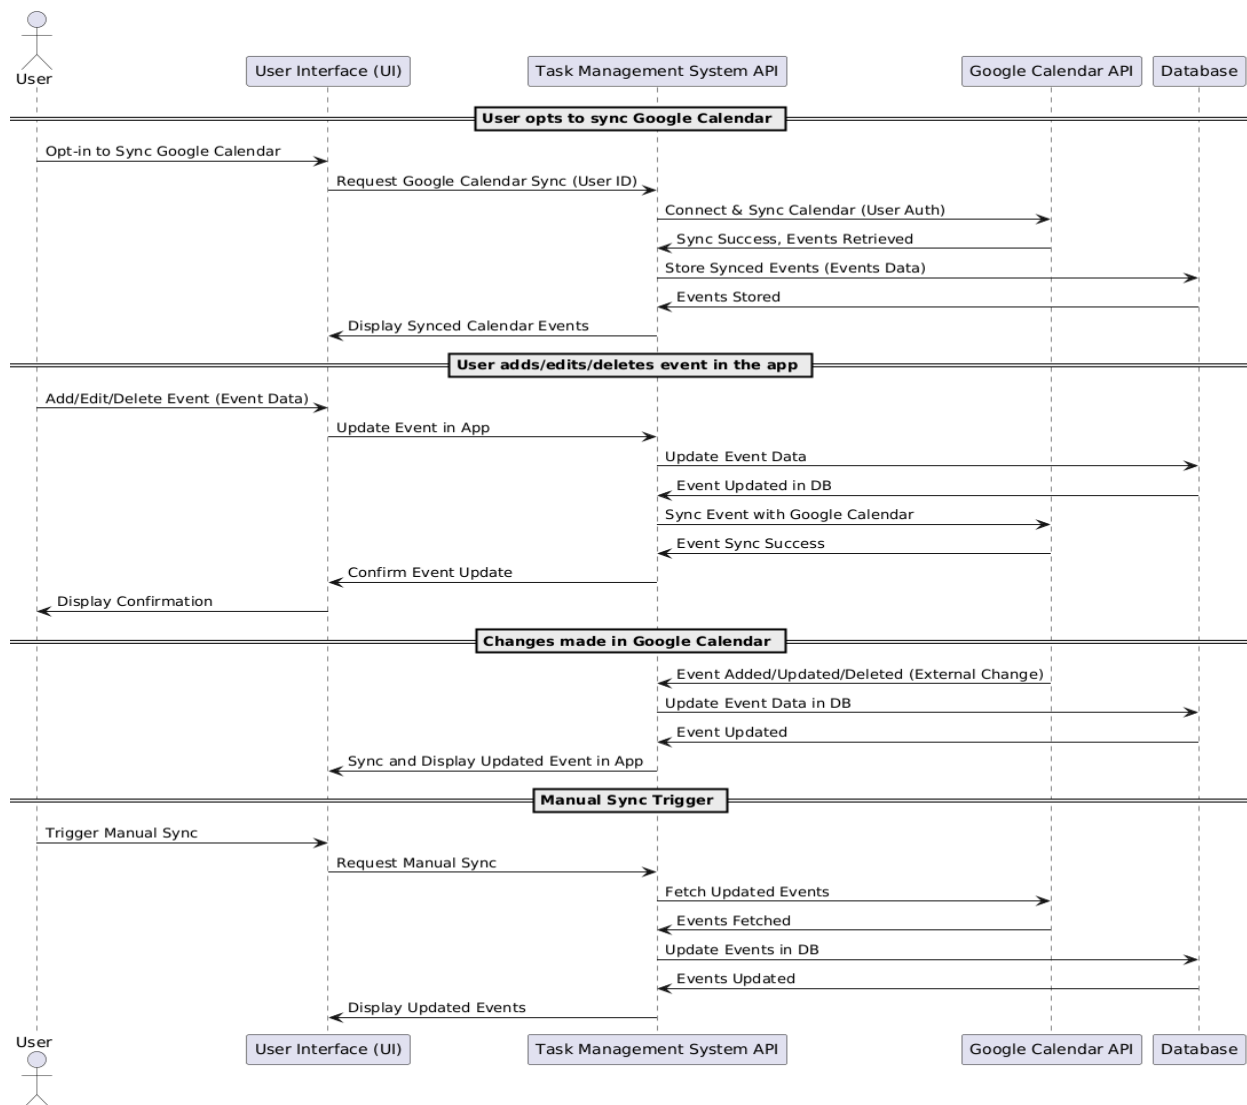 User
User Interface (UI)
Task Management System API
Google Calendar API
Database
User opts to sync Google Calendar
Opt-in to Sync Google Calendar
Request Google Calendar Sync (User ID)
Connect & Sync Calendar (User Auth)
Sync Success, Events Retrieved
Store Synced Events (Events Data)
Events Stored
Display Synced Calendar Events
User adds/edits/deletes event in the app
Add/Edit/Delete Event (Event Data)
Update Event in App
Update Event Data
Event Updated in DB
Sync Event with Google Calendar
Event Sync Success
Confirm Event Update
Display Confirmation
Changes made in Google Calendar
Event Added/Updated/Deleted (External Change)
Update Event Data in DB
Event Updated
Sync and Display Updated Event in App
Manual Sync Trigger
Trigger Manual Sync
Request Manual Sync
Fetch Updated Events
Events Fetched
Update Events in DB
Events Updated
Display Updated Events
User
User Interface (UI)
Task Management System API
Google Calendar API
Database